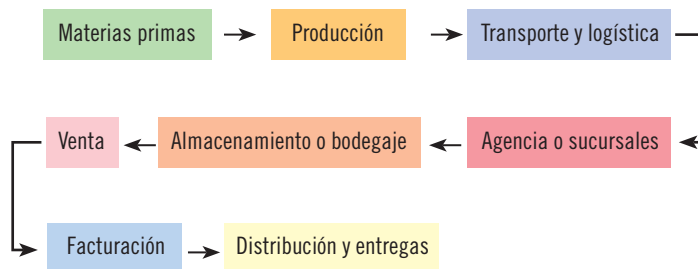 Materias primas
Producción
Transporte y logística
Agencia o sucursales
Almacenamiento o bodegaje
Venta
Facturación
Distribución y entregas